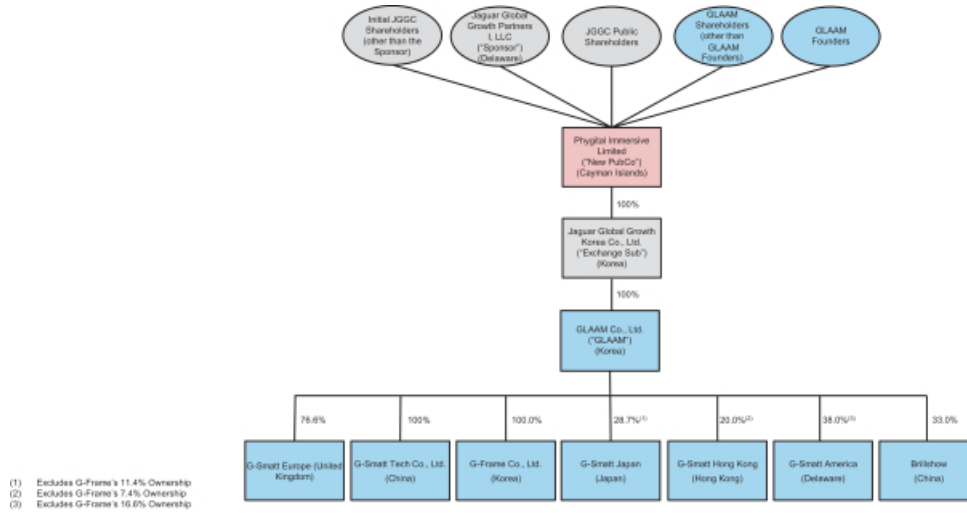 Initial JGGC
Shareholders
(other than the
Sponsor)
Jaguar Global
Growth Partners
I, LLC
("Sponsor")
(Delaware)
JGGC Public
Shareholders
GLAAM
Shareholders
(other than
GLAAM
Founders)
GLAAM
Founders
Phygital Immersive
Limited
("New PubCo")
(Cayman Islands)
100%
Jaguar Global Growth
Korea Co., Ltd.
("Exchange Sub")
(Korea)
100%
GLAAM Co., Ltd.
("GLAAM")
(Korea)
76.6%
100%
100.0%
28.7%(1)
20.0%(2)
38.0%(3)
33.0%
G-Smatt Europe (United
Kingdom)
G-Smatt Tech Co., Ltd.
(China)
G-Frame Co., Ltd.
(Korea)
G-Smatt Japan
(Japan)
G-Smatt Hong Kong
(Hong Kong)
G-Smatt America
(Delaware)
Brillshow
(China)
(1) Excludes G-Frame's 11.4% Ownership
(2) Excludes G-Frame's 7.4% Ownership
(3) Excludes G-Frame's 16.6% Ownership